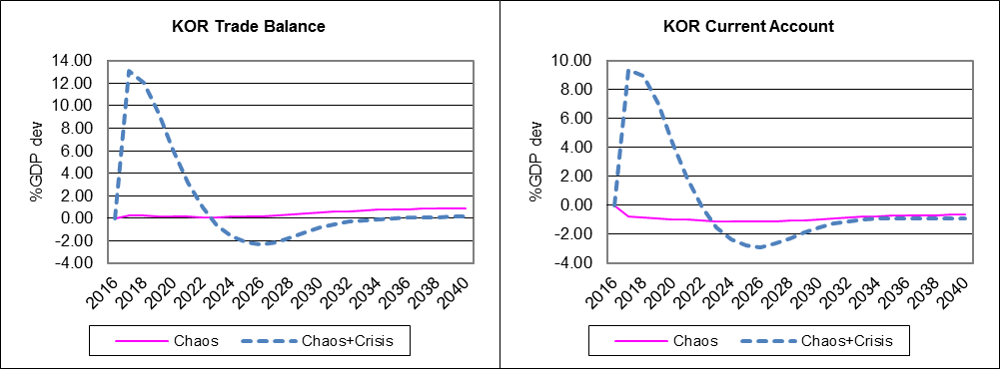 KOR Trade Balance
%GDP dev
14.00
12.00
10.00
8.00
6.00
4.00
2.00
0.00
-2.00
-4.00
2016 2018 2020 2022 2024 2026 2028 2030 2032 2034 2036 2038 2040
Chaos Chaos+Crisis
KOR Current Account
%GDP dev
10.00
8.00
6.00
4.00
2.00
0.00
-2.00
-4.00
2016 2018 2020 2022 2024 2026 2028 2030 2032 2034 2036 2038 2040
Chaos Chaos+Crisis